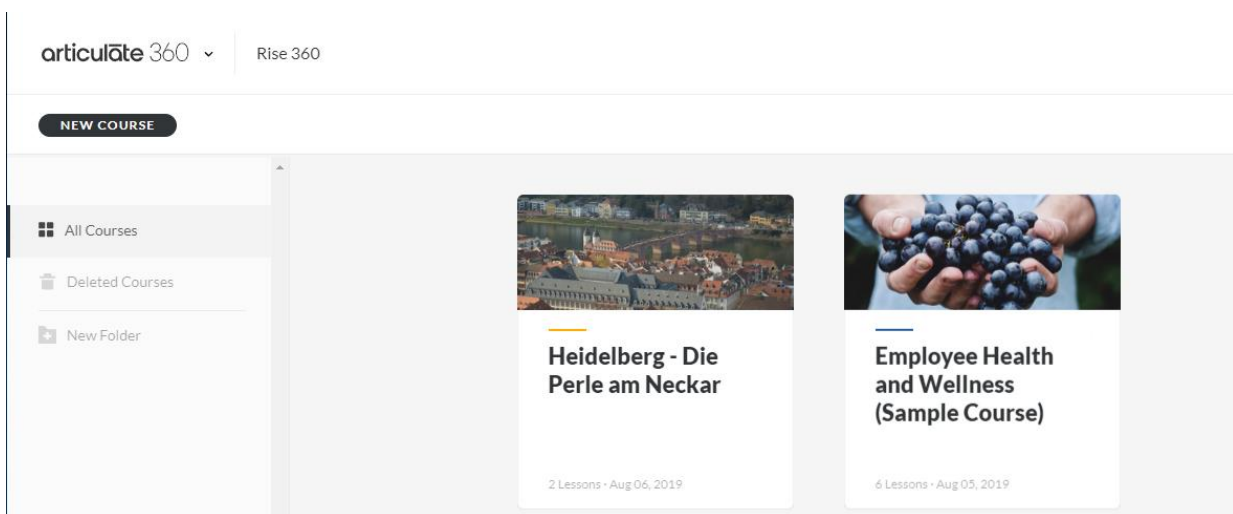 articulāte 360
Rise 360
NEW COURSE
All Courses
Deleted Courses
New Folder
Heidelberg - Die
Perle am Neckar
2 Lessons · Aug 06, 2019
Employee Health
and Wellness
(Sample Course)
6 Lessons · Aug 05, 2019